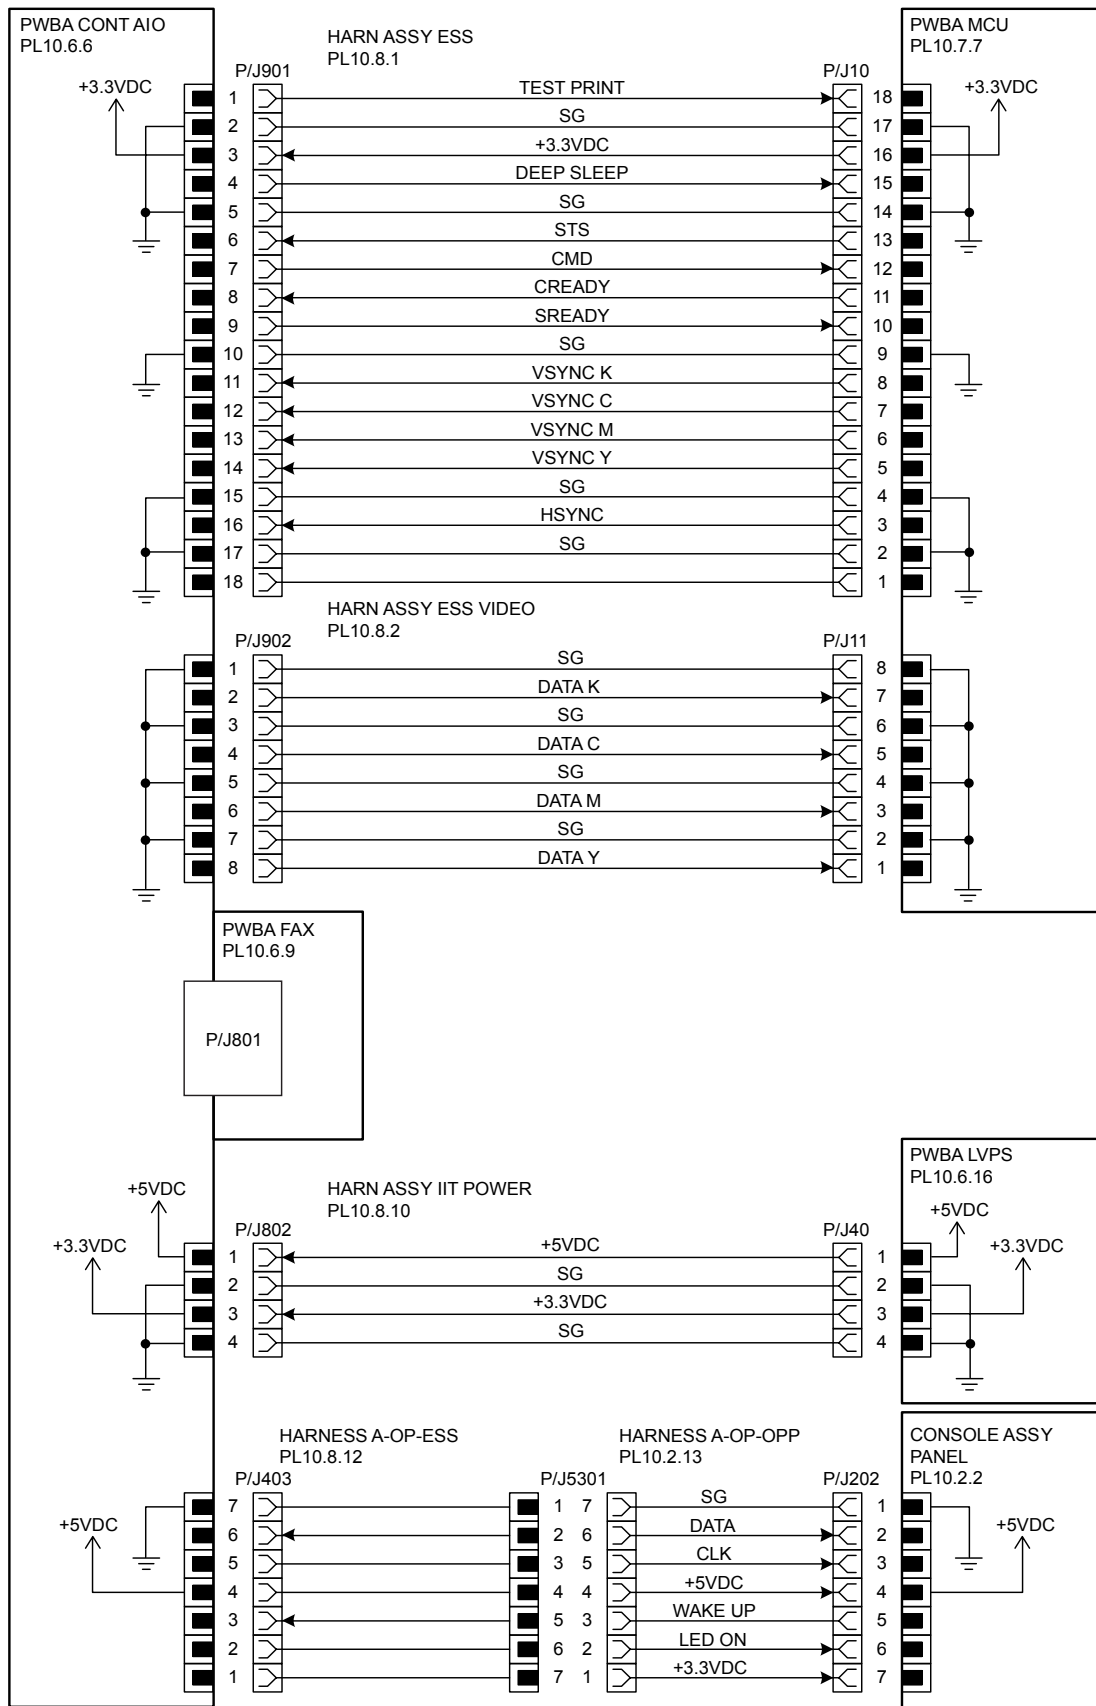 PWBA CONT AIO
PL10.6.6
HARN ASSY ESS
PL10.8.1
PWBA MCU
PL10.7.7
P/J901
P/J10
+3.3VDC
+3.3VDC
1 TEST PRINT 18
2 SG 17
3 +3.3VDC 16
4 DEEP SLEEP 15
5 SG 14
6 STS 13
7 CMD 12
8 CREADY 11
9 SREADY 10
10 SG 9
11 VSYNC K 8
12 VSYNC C 7
13 VSYNC M 6
14 VSYNC Y 5
15 SG 4
16 HSYNC 3
17 SG 2
18 1
HARN ASSY ESS VIDEO
PL10.8.2
P/J902
P/J11
1 SG 8
2 DATA K 7
3 SG 6
4 DATA C 5
5 SG 4
6 DATA M 3
7 SG 2
8 DATA Y 1
PWBA FAX
PL10.6.9
P/J801
PWBA LVPS
PL10.6.16
HARN ASSY IIT POWER
PL10.8.10
+5VDC
+5VDC
P/J802
P/J40
+3.3VDC
+3.3VDC
1 +5VDC 1
2 SG 2
3 +3.3VDC 3
4 SG 4
HARNESS A-OP-ESS
PL10.8.12
HARNESS A-OP-OPP
PL10.2.13
CONSOLE ASSY
PANEL
PL10.2.2
P/J403
P/J5301
P/J202
+5VDC
+5VDC
7 1 7 SG 1
6 2 6 DATA 2
5 3 5 CLK 3
4 4 4 +5VDC 4
3 5 3 WAKE UP 5
2 6 2 LED ON 6
1 7 1 +3.3VDC 7